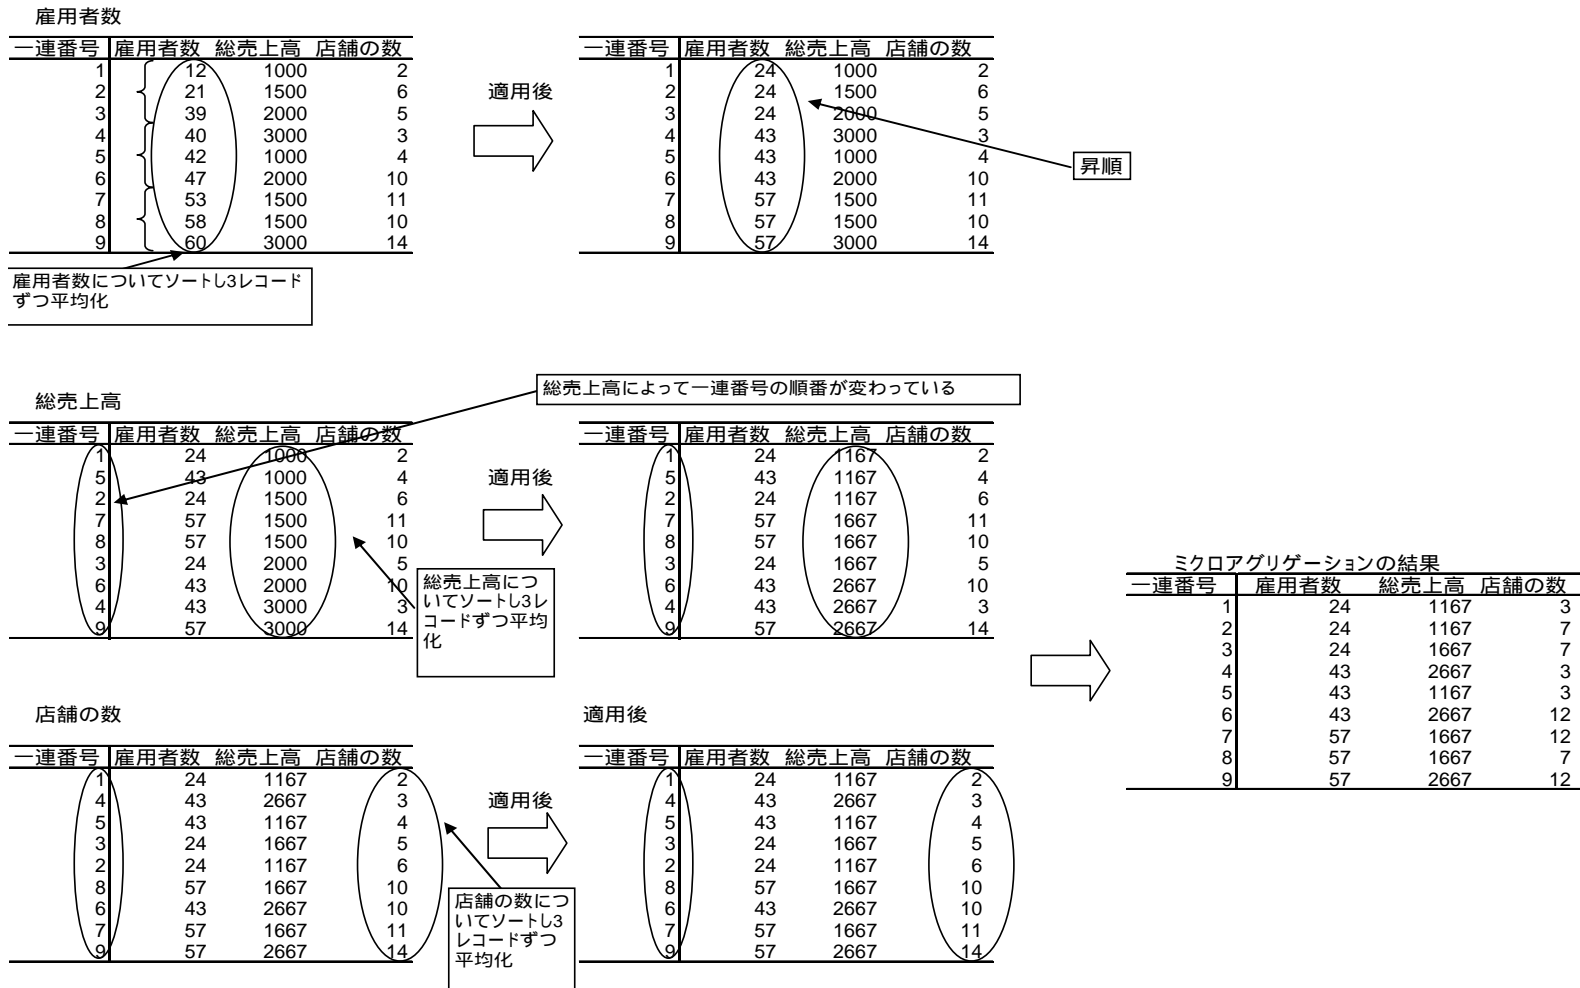 雇用者数
一連番号 雇用者数 総売上高 店舗の数
1 12 1000 2
2 21 1500 6
3 39 2000 5
4 40 3000 3
5 42 1000 4
6 47 2000 10
7 53 1500 11
8 58 1500 10
9 60 3000 14
雇用者数についてソートし3レコード
ずつ平均化
適用後
一連番号 雇用者数 総売上高 店舗の数
1 24 1000 2
2 24 1500 6
3 24 2000 5
4 43 3000 3
5 43 1000 4
6 43 2000 10
7 57 1500 11
8 57 1500 10
9 57 3000 14
昇順
総売上高によって一連番号の順番が変わっている
総売上高
一連番号 雇用者数 総売上高 店舗の数
1 24 1000 2
5 43 1000 4
2 24 1500 6
7 57 1500 11
8 57 1500 10
3 24 2000 5
6 43 2000 10
4 43 3000 3
9 57 3000 14
総売上高につ
いてソートし3レ
コードずつ平均
化
適用後
一連番号 雇用者数 総売上高 店舗の数
1 24 1167 2
5 43 1167 4
2 24 1167 6
7 57 1667 11
8 57 1667 10
3 24 1667 5
6 43 2667 10
4 43 2667 3
9 57 2667 14
店舗の数
一連番号 雇用者数 総売上高 店舗の数
1 24 1167 2
4 43 2667 3
5 43 1167 4
3 24 1667 5
2 24 1167 6
8 57 1667 10
6 43 2667 10
7 57 1667 11
9 57 2667 14
店舗の数につ
いてソートし3
レコードずつ
平均化
適用後
適用後
一連番号 雇用者数 総売上高 店舗の数
1 24 1167 2
4 43 2667 3
5 43 1167 4
3 24 1667 5
2 24 1167 6
8 57 1667 10
6 43 2667 10
7 57 1667 11
9 57 2667 14
ミクロアグリゲーションの結果
一連番号 雇用者数 総売上高 店舗の数
1 24 1167 3
2 24 1167 7
3 24 1667 7
4 43 2667 3
5 43 1167 3
6 43 2667 12
7 57 1667 12
8 57 1667 7
9 57 2667 12